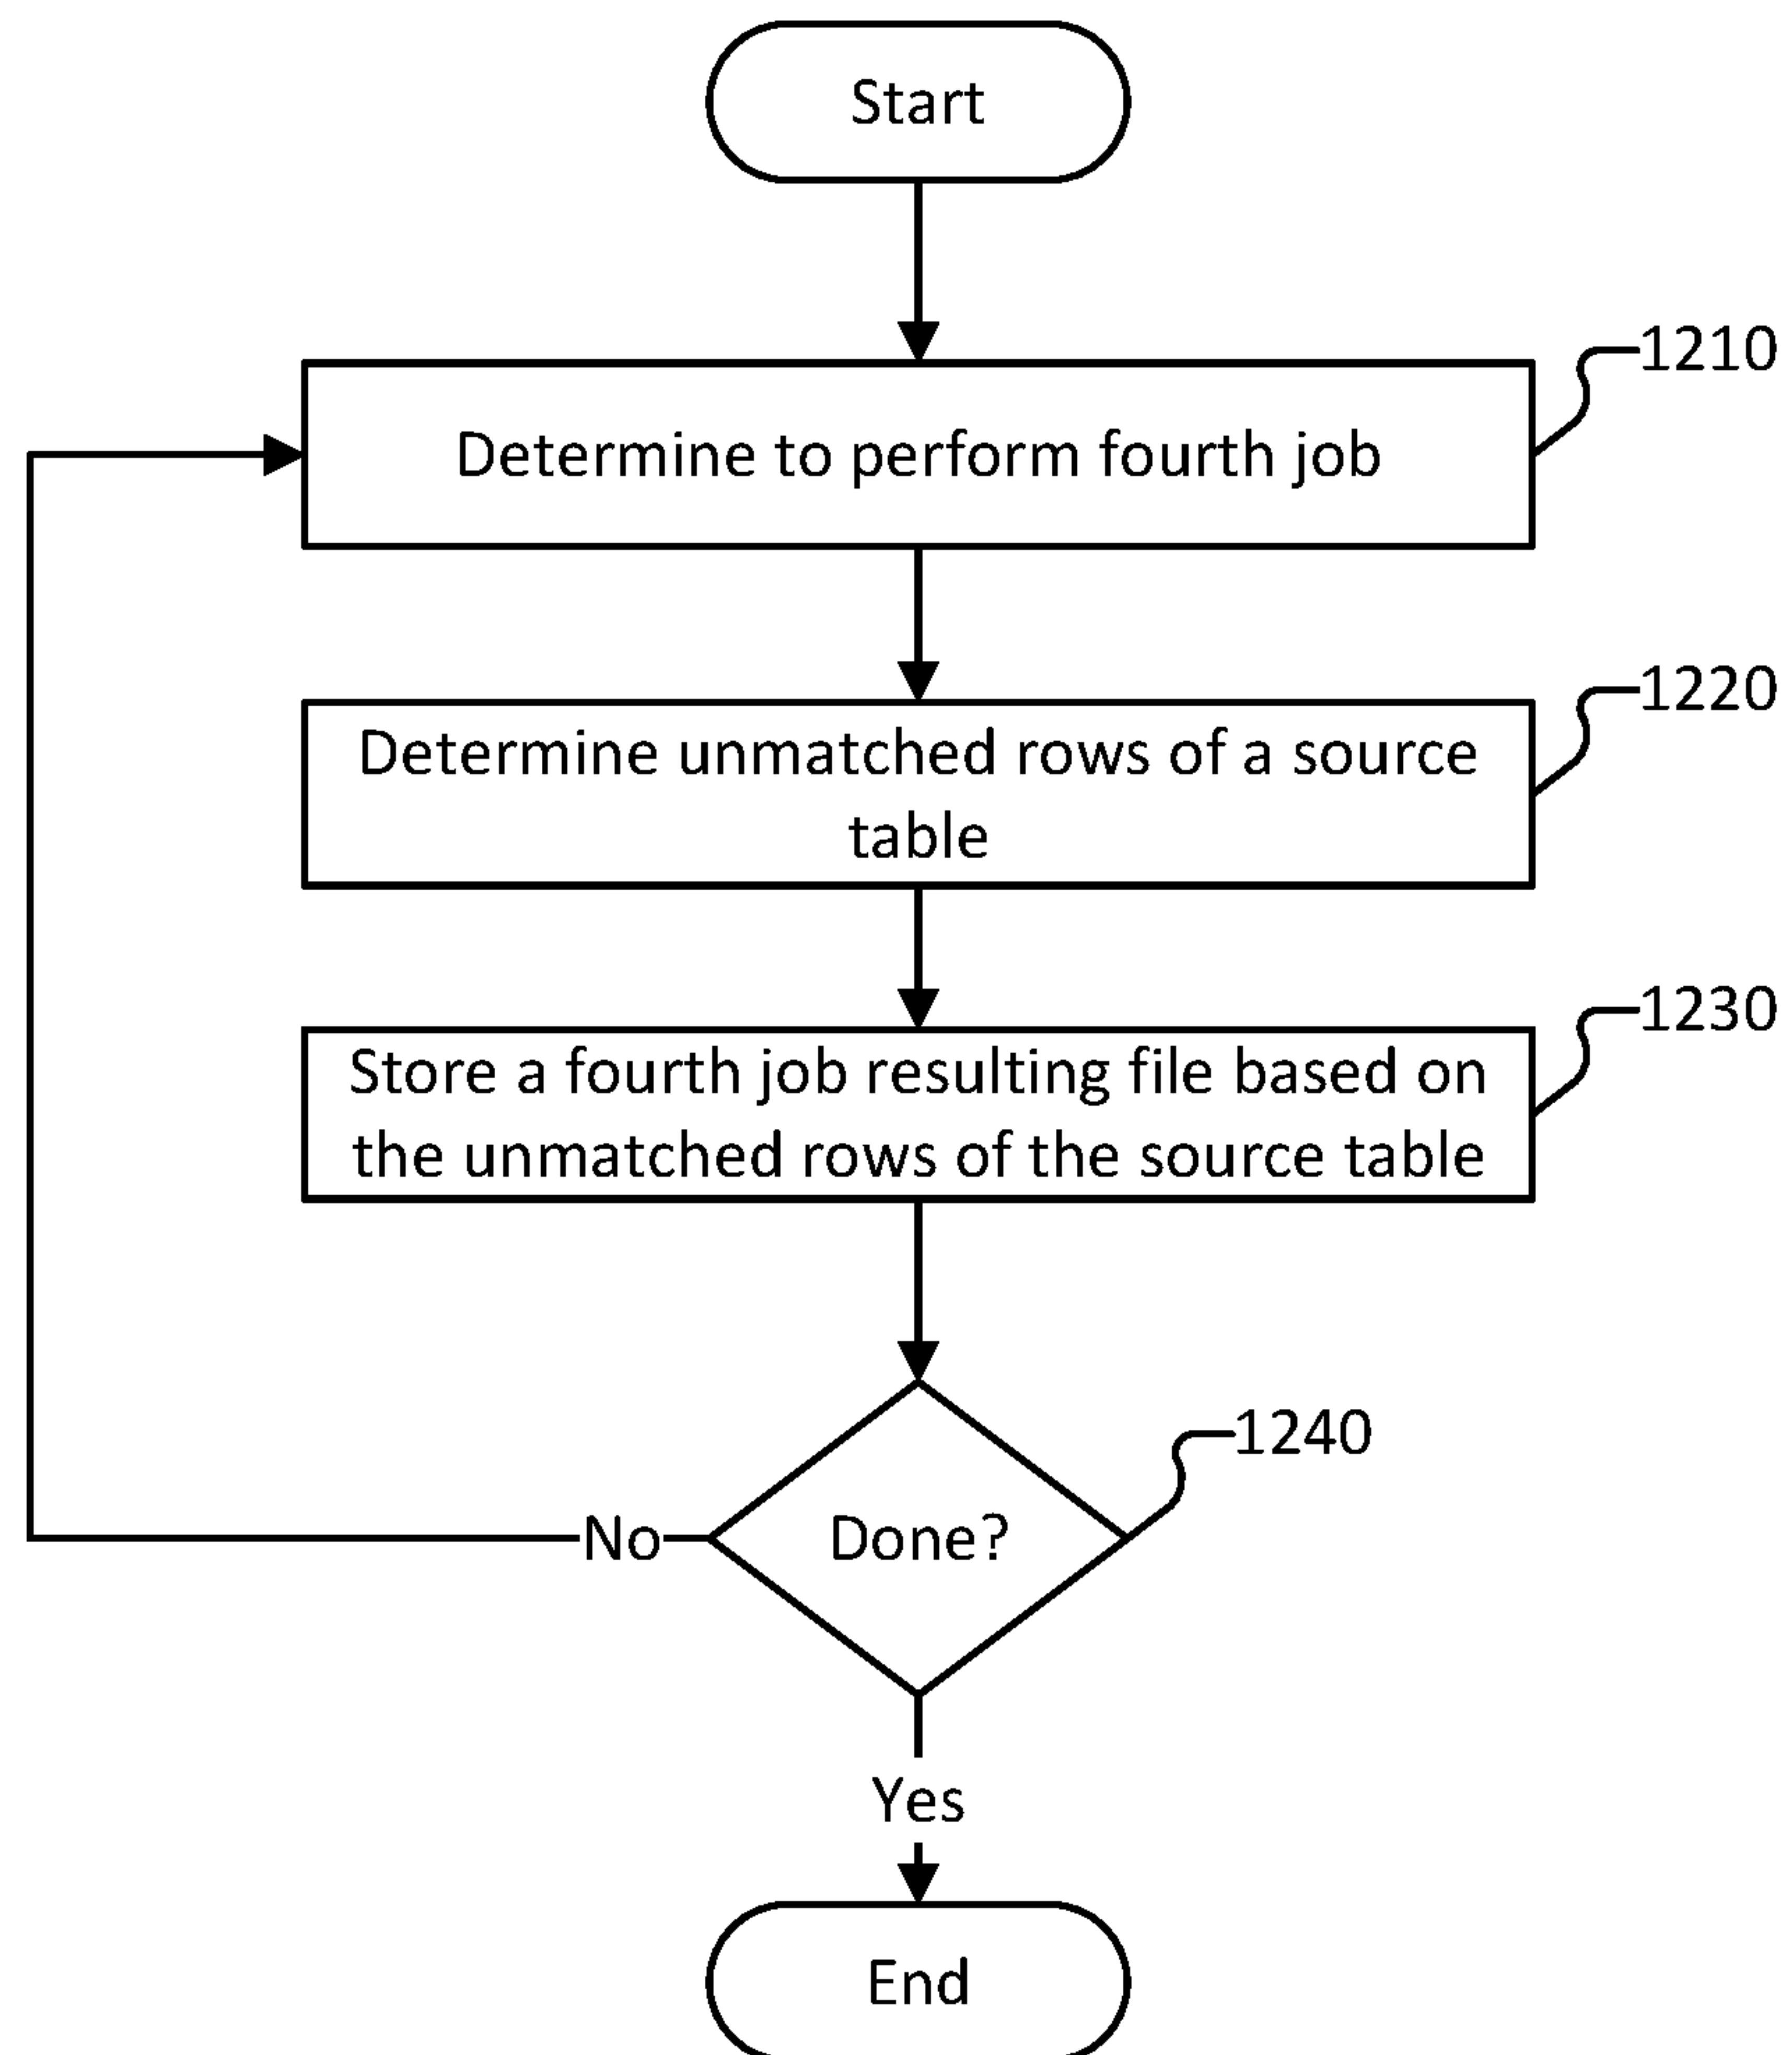 Start
1210
Determine to perform fourth job
1220
Determine unmatched rows of a source
table
1230
Store a fourth job resulting file based on
the unmatched rows of the source table
1240
Done?
No
Yes
End